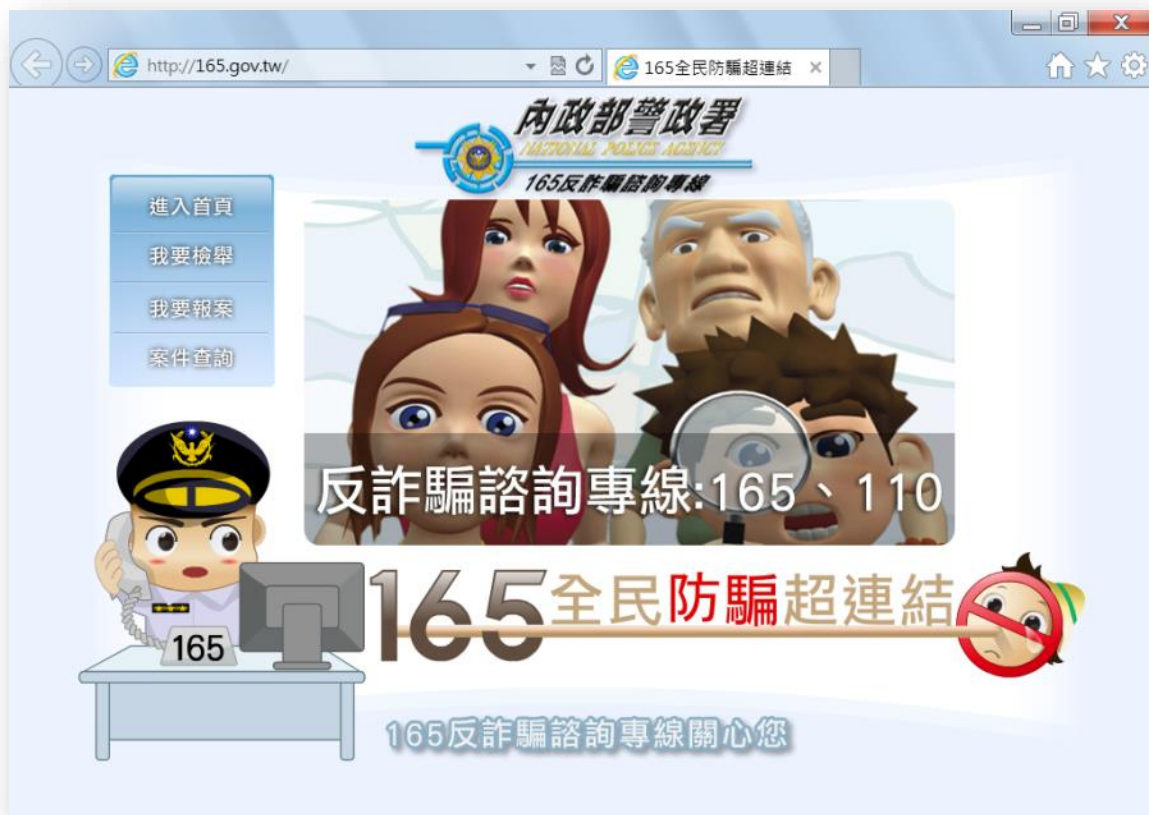 http://165.gov.tw/
165全民防騙超連結
內政部警政署
NATIONAL POLICE AGENCY
165反詐騙諮詢專線
進入首頁
我要檢舉
我要報案
案件查詢
反詐騙諮詢專線:165、110
165全民防騙超連結
165
165反詐騙諮詢專線關心您